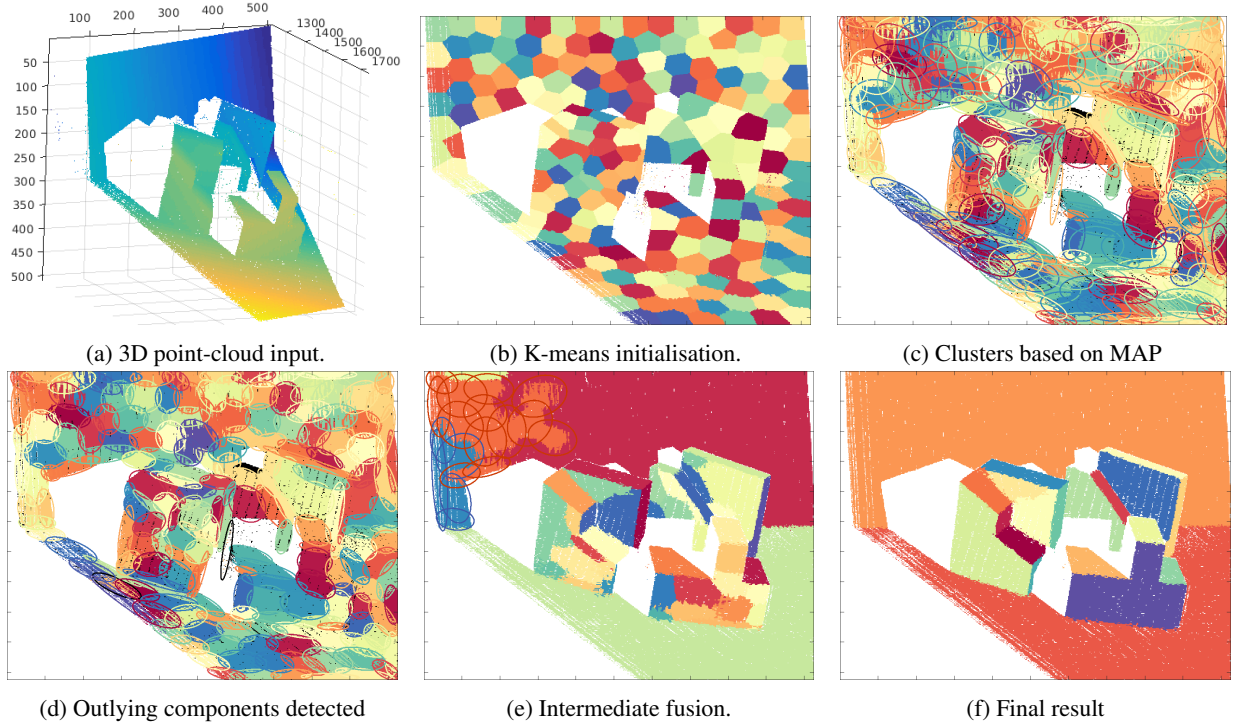 100 200 300 400 500
1300
1400
1500
1600
1700
50
100
150
200
250
300
350
400
450
500
(a) 3D point-cloud input.
(b) K-means initialisation.
(c) Clusters based on MAP
(d) Outlying components detected
(e) Intermediate fusion.
(f) Final result